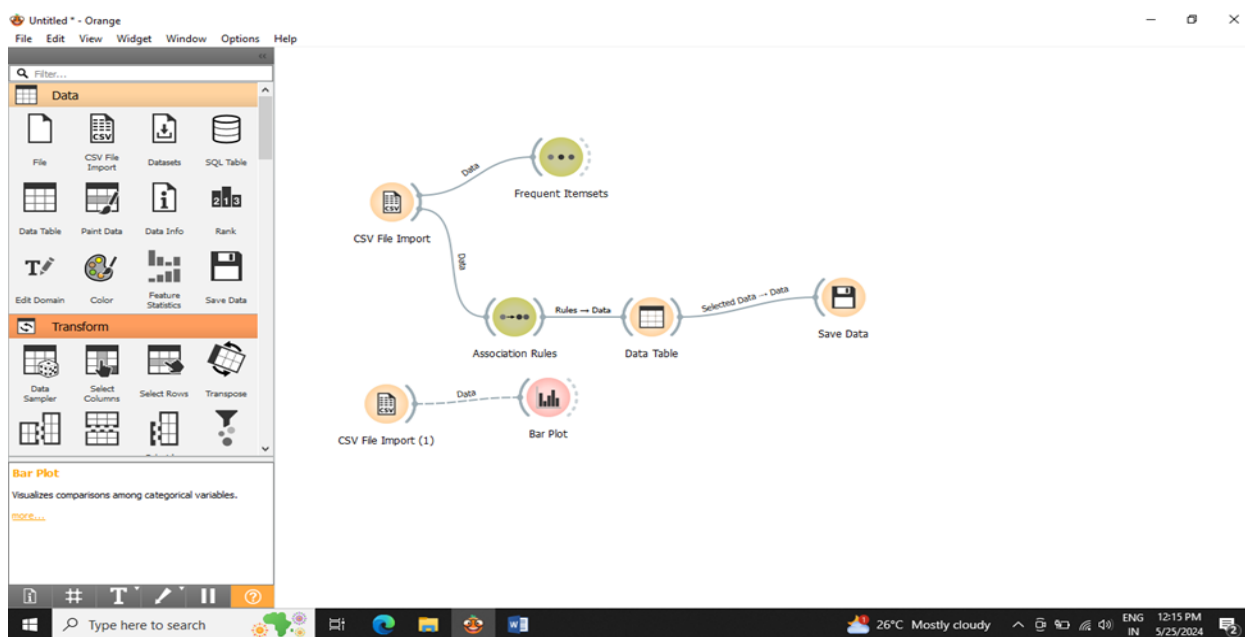 Untitled * - Orange
File Edit View Widget Window Options Help
Filter...
Data
File
CSV File Import
Datasets
SQL Table
Data Table
Paint Data
Data Info
Rank
Edit Domain
Color
Feature Statistics
Save Data
Transform
Data Sampler
Select Columns
Select Rows
Transpose
Bar Plot
Visualizes comparisons among categorical variables.
more...
Data
Frequent Itemsets
CSV File Import
Data
Rules → Data
Selected Data → Data
Association Rules
Data Table
Save Data
Data
CSV File Import (1)
Bar Plot
Type here to search
26°C Mostly cloudy
ENG
IN
12:15 PM
5/25/2024
2